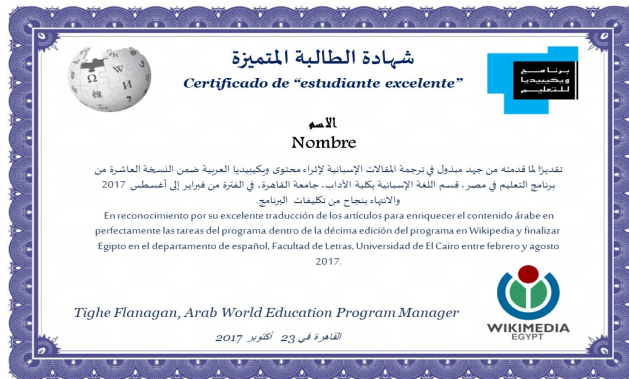 شهادة الطالبة المتميزة
Certificado de “estudiante excelente”
برنامج
ويكيبيديا
للتعليم
Ω W И
الاسم
Nombre
تقديرًا لما قدمته من جهد مبذول في ترجمة المقالات الإسبانية لإثراء محتوى ويكيبيديا العربية ضمن النسخة العاشرة من
برنامج التعليم في مصر، قسم اللغة الإسبانية بكلية الآداب، جامعة القاهرة، في الفترة من فبراير إلى أغسطس 2017
والانتهاء بنجاح من تكليفات البرنامج.
En reconocimiento por su excelente traducción de los artículos para enriquecer el contenido árabe en
perfectamente las tareas del programa dentro de la décima edición del programa en Wikipedia y finalizar
Egipto en el departamento de español, Facultad de Letras, Universidad de El Cairo entre febrero y agosto
2017.
Tighe Flanagan, Arab World Education Program Manager
القاهرة في 23 أكتوبر 2017
WIKIMEDIA
EGYPT